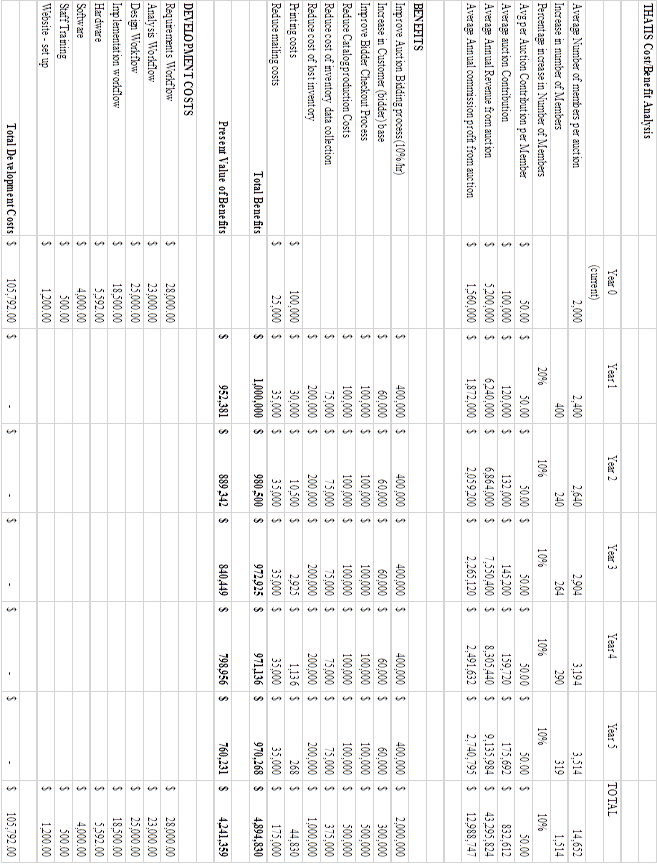 THATS Cost Benefit Analysis
Year 0 Year 1 Year 2 Year 3 Year 4 Year 5 TOTAL
(current)
Average Number of members per auction 2,000 2,400 2,640 2,904 3,194 3,514 14,652
Increase in number of Members 400 240 264 290 319 1,514
Percentage increase in Number of Members 20% 10% 10% 10% 10% 10%
Avg per Auction Contribution per Member $ 50.00 $ 50.00 $ 50.00 $ 50.00 $ 50.00 $ 50.00 $ 50.00
Average auction Contribution $ 100,000 $ 120,000 $ 132,000 $ 145,200 $ 159,720 $ 175,692 $ 832,612
Average Annual Revenue from auction $ 5,200,000 $ 6,240,000 $ 6,864,000 $ 7,550,400 $ 8,305,440 $ 9,135,984 $ 43,295,824
Average Annual commission profit from auction $ 1,560,000 $ 1,872,000 $ 2,059,200 $ 2,265,120 $ 2,491,632 $ 2,740,795 $ 12,988,747
BENEFITS
Improve Auction Bidding process (10% hr) $ 400,000 $ 400,000 $ 400,000 $ 400,000 $ 400,000 $ 2,000,000
Increase in Customer (bidder) base $ 60,000 $ 60,000 $ 60,000 $ 60,000 $ 60,000 $ 300,000
Improve Bidder Checkout Process $ 100,000 $ 100,000 $ 100,000 $ 100,000 $ 100,000 $ 500,000
Reduce Catalog production Costs $ 100,000 $ 100,000 $ 100,000 $ 100,000 $ 100,000 $ 500,000
Reduce cost of inventory data collection $ 75,000 $ 75,000 $ 75,000 $ 75,000 $ 75,000 $ 375,000
Reduce cost of lost inventory $ 200,000 $ 200,000 $ 200,000 $ 200,000 $ 200,000 $ 1,000,000
Printing costs $ 100,000 $ 30,000 $ 10,500 $ 2,925 $ 1,136 $ 268 $ 44,830
Reduce mailing costs $ 25,000 $ 35,000 $ 35,000 $ 35,000 $ 35,000 $ 35,000 $ 175,000
Total Benefits $ 1,000,000 $ 980,500 $ 972,925 $ 971,136 $ 970,268 $ 4,894,830
Present Value of Benefits $ 952,381 $ 889,342 $ 840,449 $ 798,956 $ 760,231 $ 4,241,359
DEVELOPMENT COSTS
Requirements Workflow $ 28,000.00 $ 28,000.00
Analysis Workflow $ 23,000.00 $ 23,000.00
Design Workflow $ 25,000.00 $ 25,000.00
Implementation workflow $ 18,500.00 $ 18,500.00
Hardware $ 5,592.00 $ 5,592.00
Software $ 4,000.00 $ 4,000.00
Staff Training $ 500.00 $ 500.00
Website - set up $ 1,200.00 $ 1,200.00
Total Development Costs $ 105,792.00 $ - $ - $ - $ - $ - $ 105,792.00